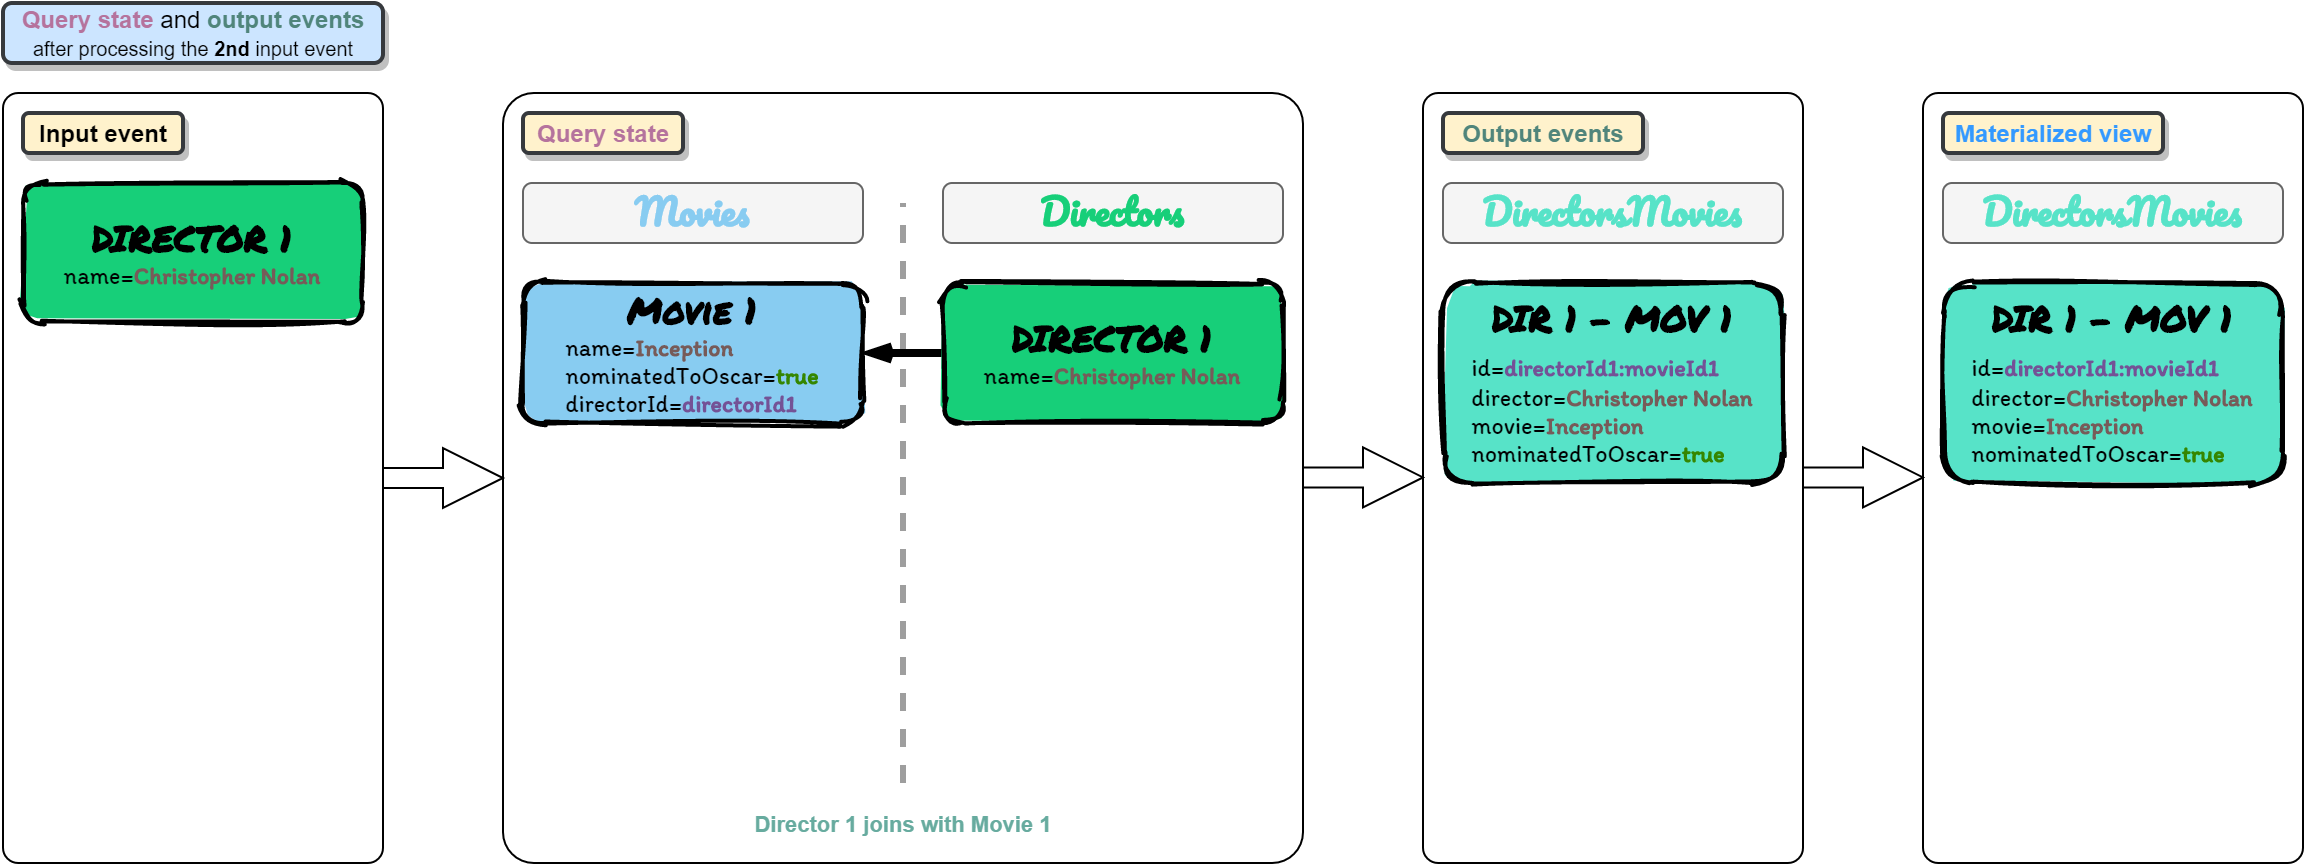 Query state and output events
after processing the 2nd input event
Input event
DIRECTOR 1
name=Christopher Nolan
Query state
Movies
Directors
MOVIE 1
name=Inception
nominatedToOscar=true
directorId=directorId1
DIRECTOR 1
name=Christopher Nolan
Director 1 joins with Movie 1
Output events
DirectorsMovies
DIR 1 - MOV 1
id=directorId1:movieId1
director=Christopher Nolan
movie=Inception
nominatedToOscar=true
Materialized view
DirectorsMovies
DIR 1 - MOV 1
id=directorId1:movieId1
director=Christopher Nolan
movie=Inception
nominatedToOscar=true